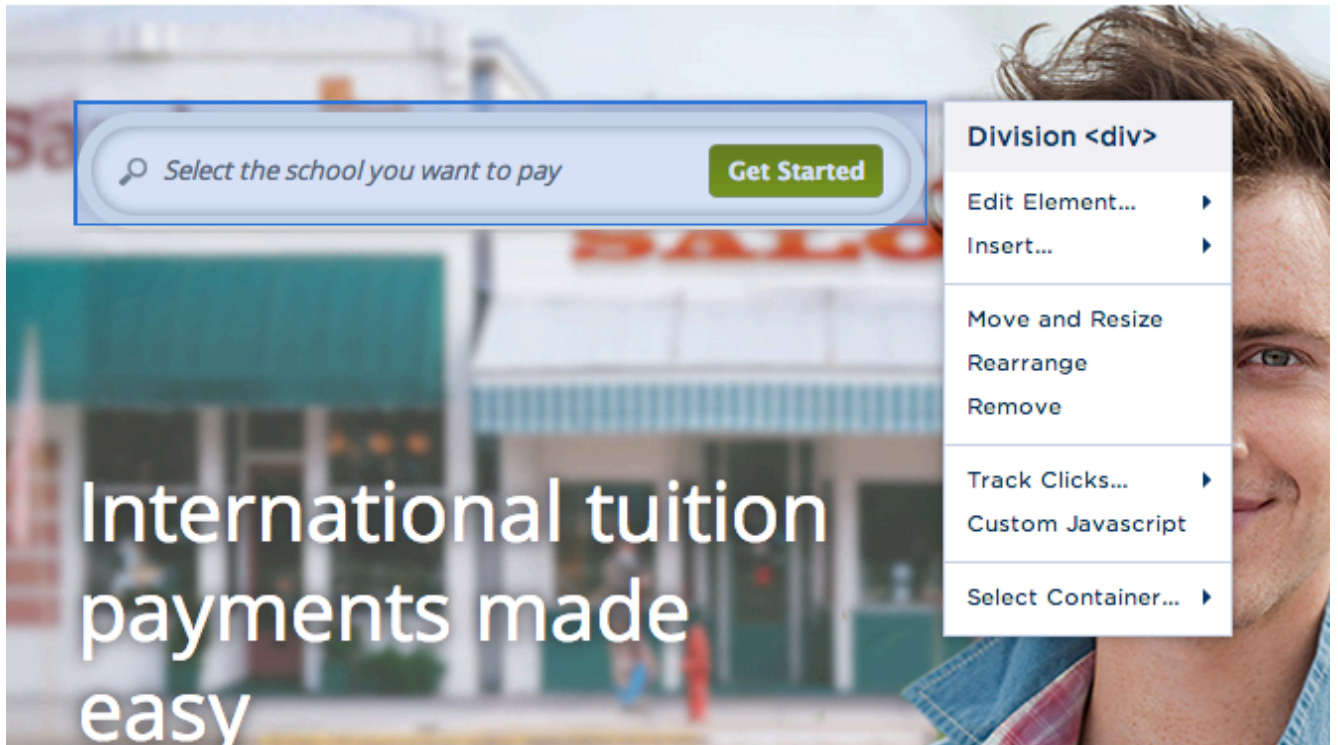 Select the school you want to pay
Get Started
Division <div>
Edit Element...
Insert...
Move and Resize
Rearrange
Remove
Track Clicks...
Custom Javascript
Select Container...
International tuition
payments made
easy